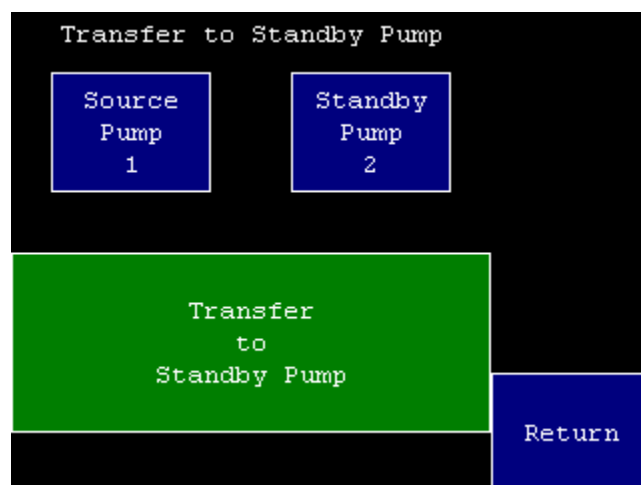 Transfer to Standby Pump
Source
Pump
1
Standby
Pump
2
Transfer
to
Standby Pump
Return